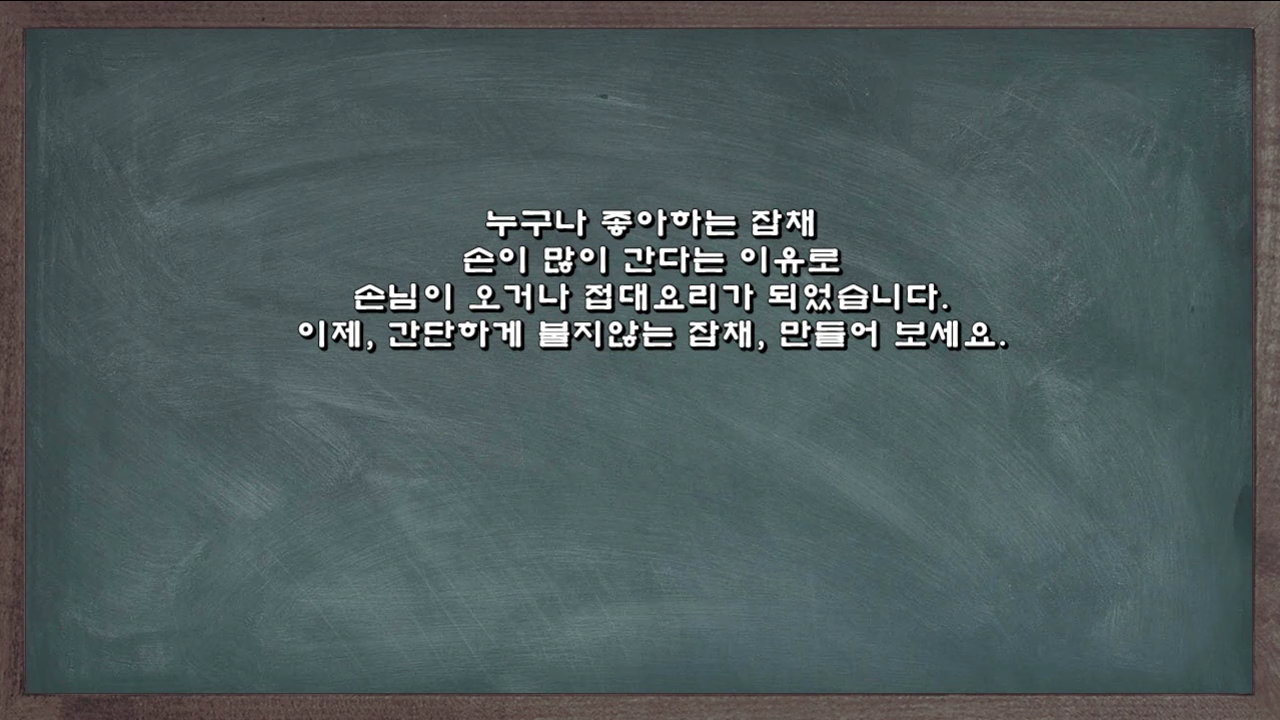 누구나 좋아하는 잡채
손이 많이 간다는 이유로
손님이 오거나 접대요리가 되었습니다.
이제, 간단하게 불지않는 잡채, 만들어 보세요.